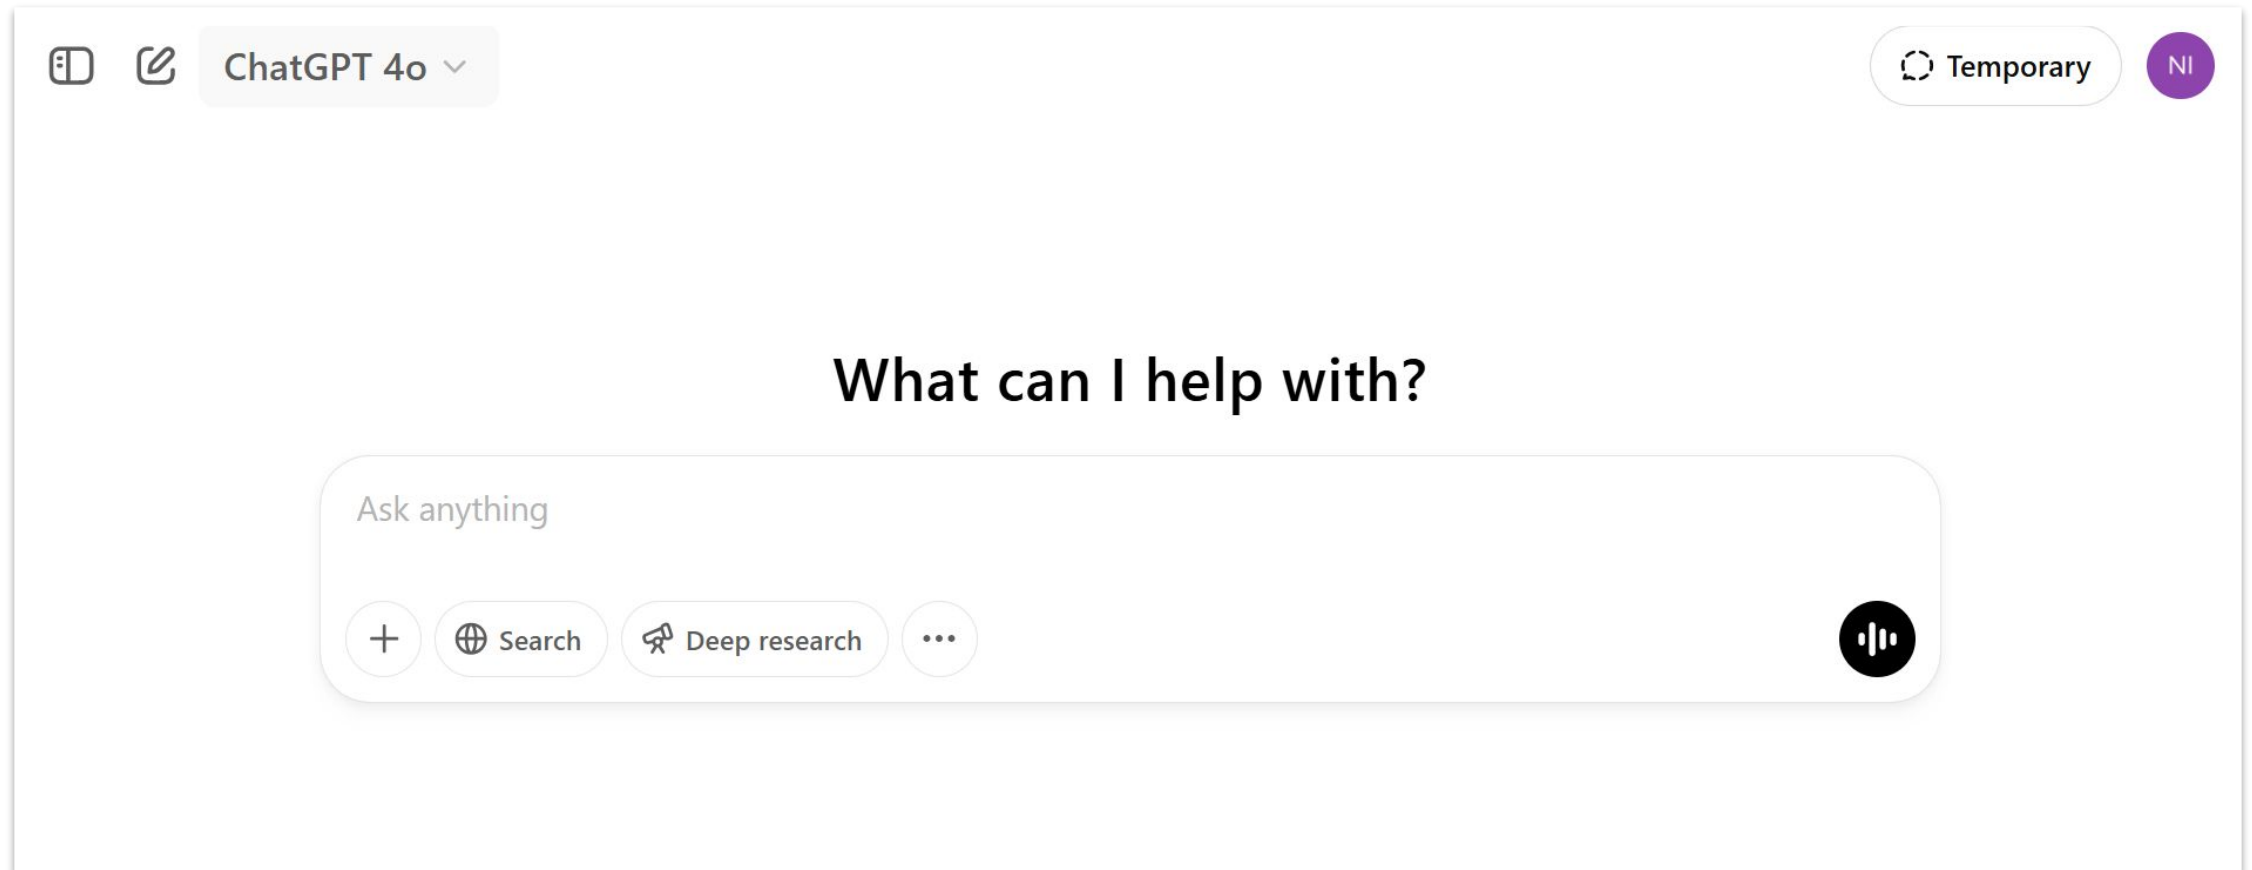 ChatGPT 4o
Temporary
NI
What can I help with?
Ask anything
Search
Deep research